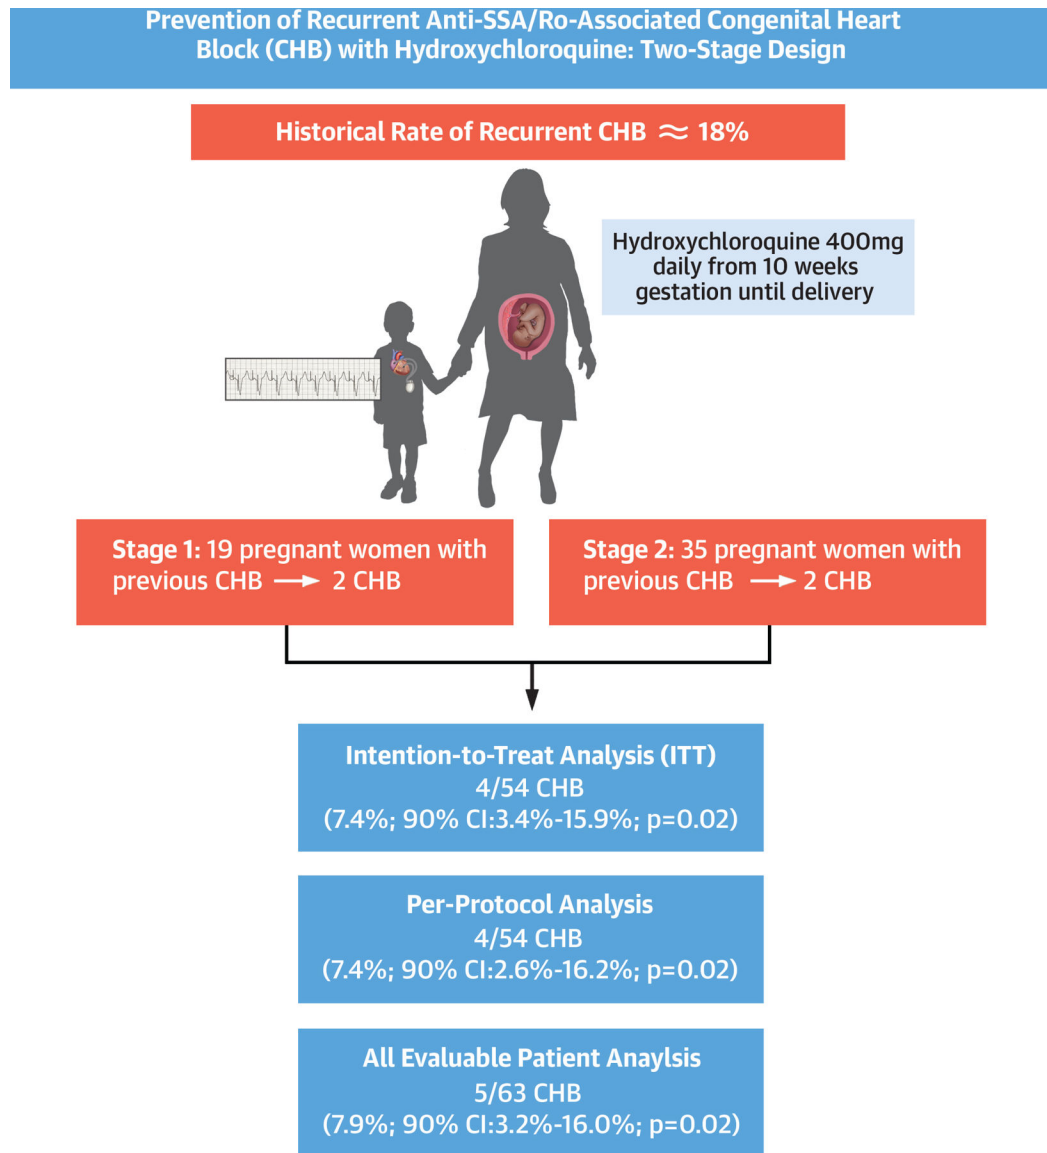 Prevention of Recurrent Anti-SSA/Ro-Associated Congenital Heart
Block (CHB) with Hydroxychloroquine: Two-Stage Design
Historical Rate of Recurrent CHB ≈ 18%
Hydroxychloroquine 400mg
daily from 10 weeks
gestation until delivery
Stage 1: 19 pregnant women with
previous CHB → 2 CHB
Stage 2: 35 pregnant women with
previous CHB → 2 CHB
Intention-to-Treat Analysis (ITT)
4/54 CHB
(7.4%; 90% CI:3.4%-15.9%; p=0.02)
Per-Protocol Analysis
4/54 CHB
(7.4%; 90% CI:2.6%-16.2%; p=0.02)
All Evaluable Patient Anaylsis
5/63 CHB
(7.9%; 90% CI:3.2%-16.0%; p=0.02)